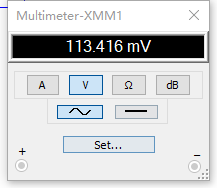 Multimeter-XMM1
113.416 mV
A V Ω dB
Set...
+ −